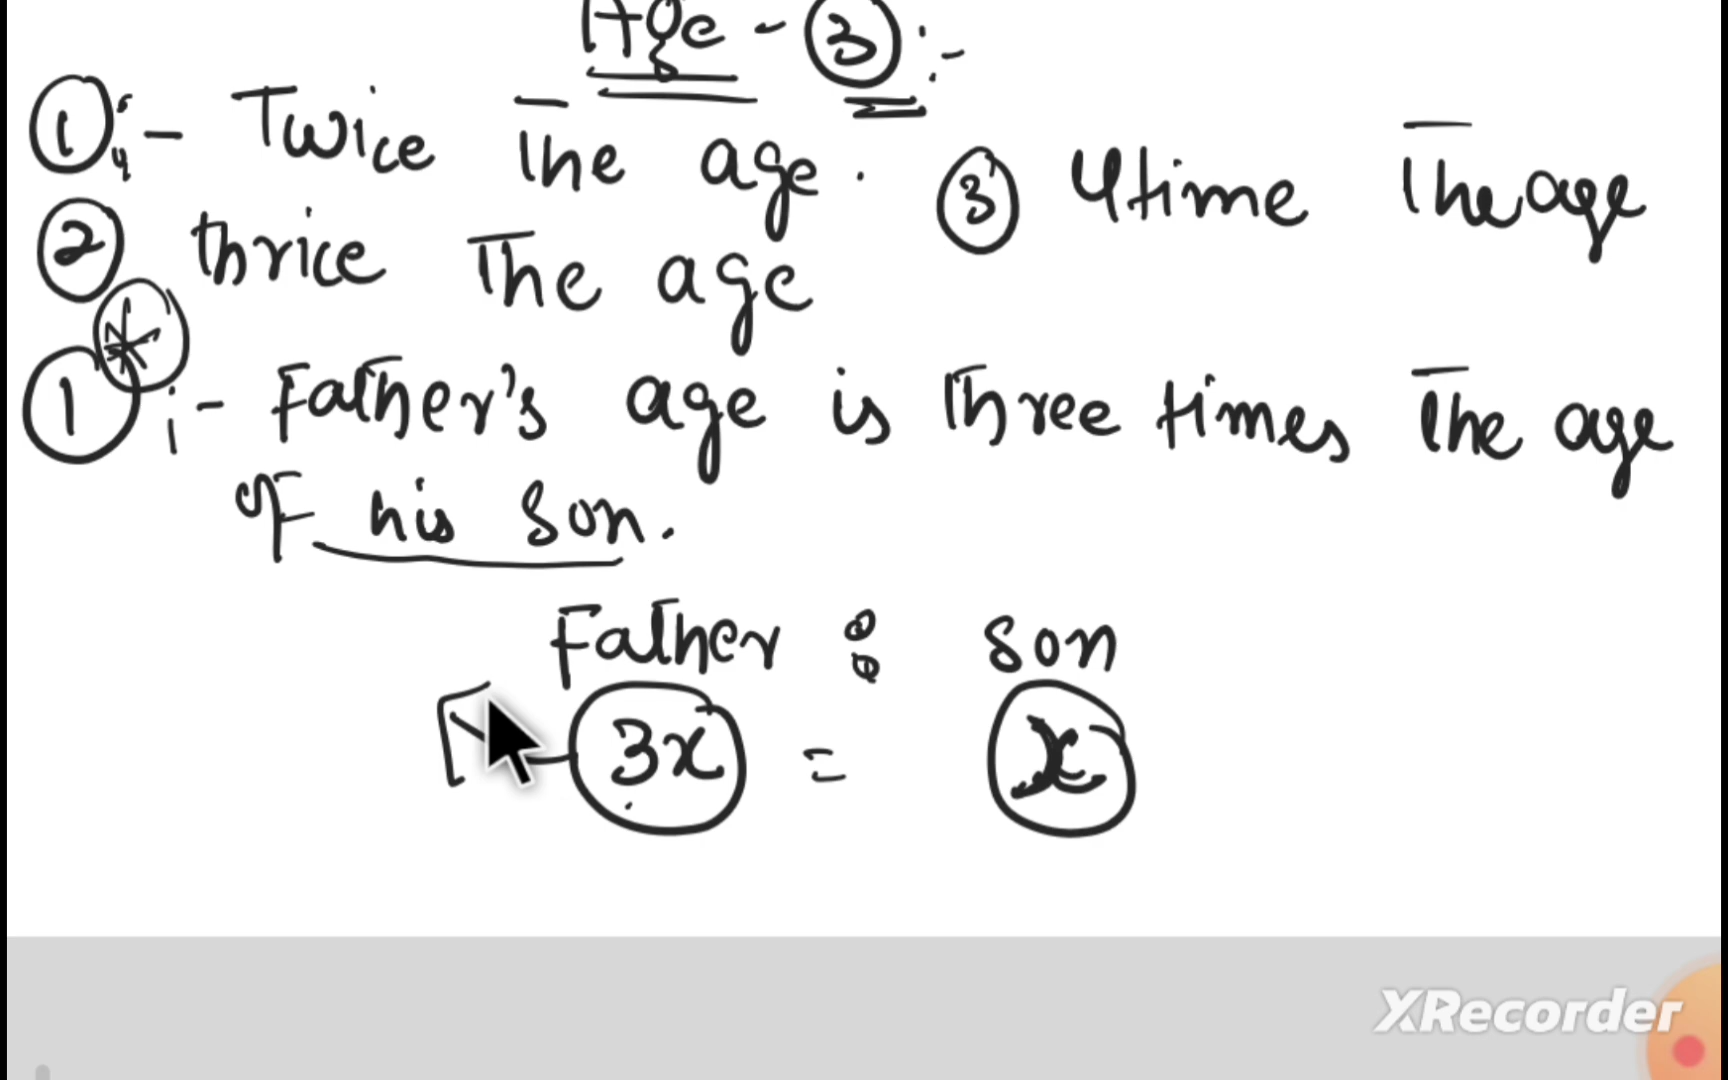 Age - ③ :-
① :- Twice The age. ③ 4time The age
② thrice The age
① * :- Father's age is Three times The age
of his son.
Father : son
3x = x
XRecorder